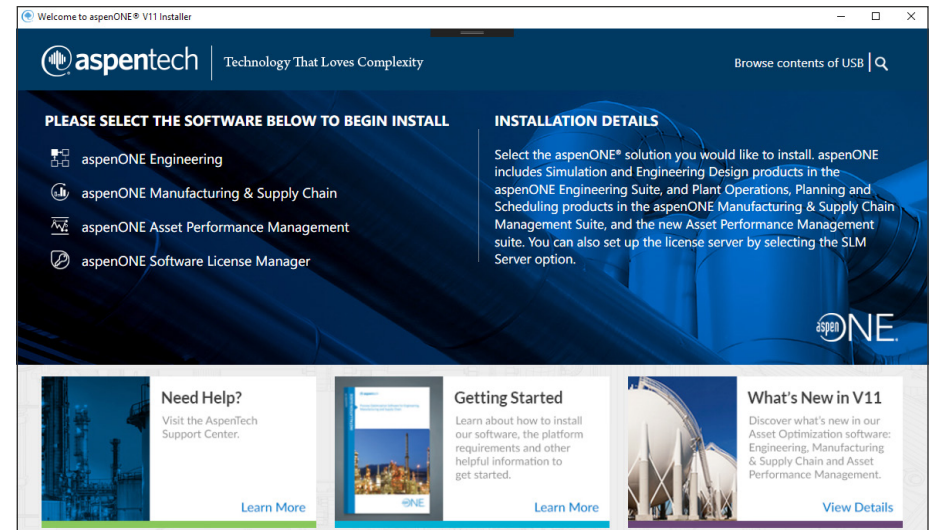 Welcome to aspenONE® V11 Installer
aspentech
Technology That Loves Complexity
Browse contents of USB
PLEASE SELECT THE SOFTWARE BELOW TO BEGIN INSTALL
aspenONE Engineering
aspenONE Manufacturing & Supply Chain
aspenONE Asset Performance Management
aspenONE Software License Manager
INSTALLATION DETAILS
Select the aspenONE® solution you would like to install. aspenONE
includes Simulation and Engineering Design products in the
aspenONE Engineering Suite, and Plant Operations, Planning and
Scheduling products in the aspenONE Manufacturing & Supply Chain
Management Suite, and the new Asset Performance Management
suite. You can also set up the license server by selecting the SLM
Server option.
aspenONE
Need Help?
Visit the AspenTech
Support Center.
Learn More
Getting Started
Learn about how to install
our software, the platform
requirements and other
helpful information to
get started.
Learn More
What's New in V11
Discover what's new in our
Asset Optimization software:
Engineering, Manufacturing
& Supply Chain and Asset
Performance Management.
View Details